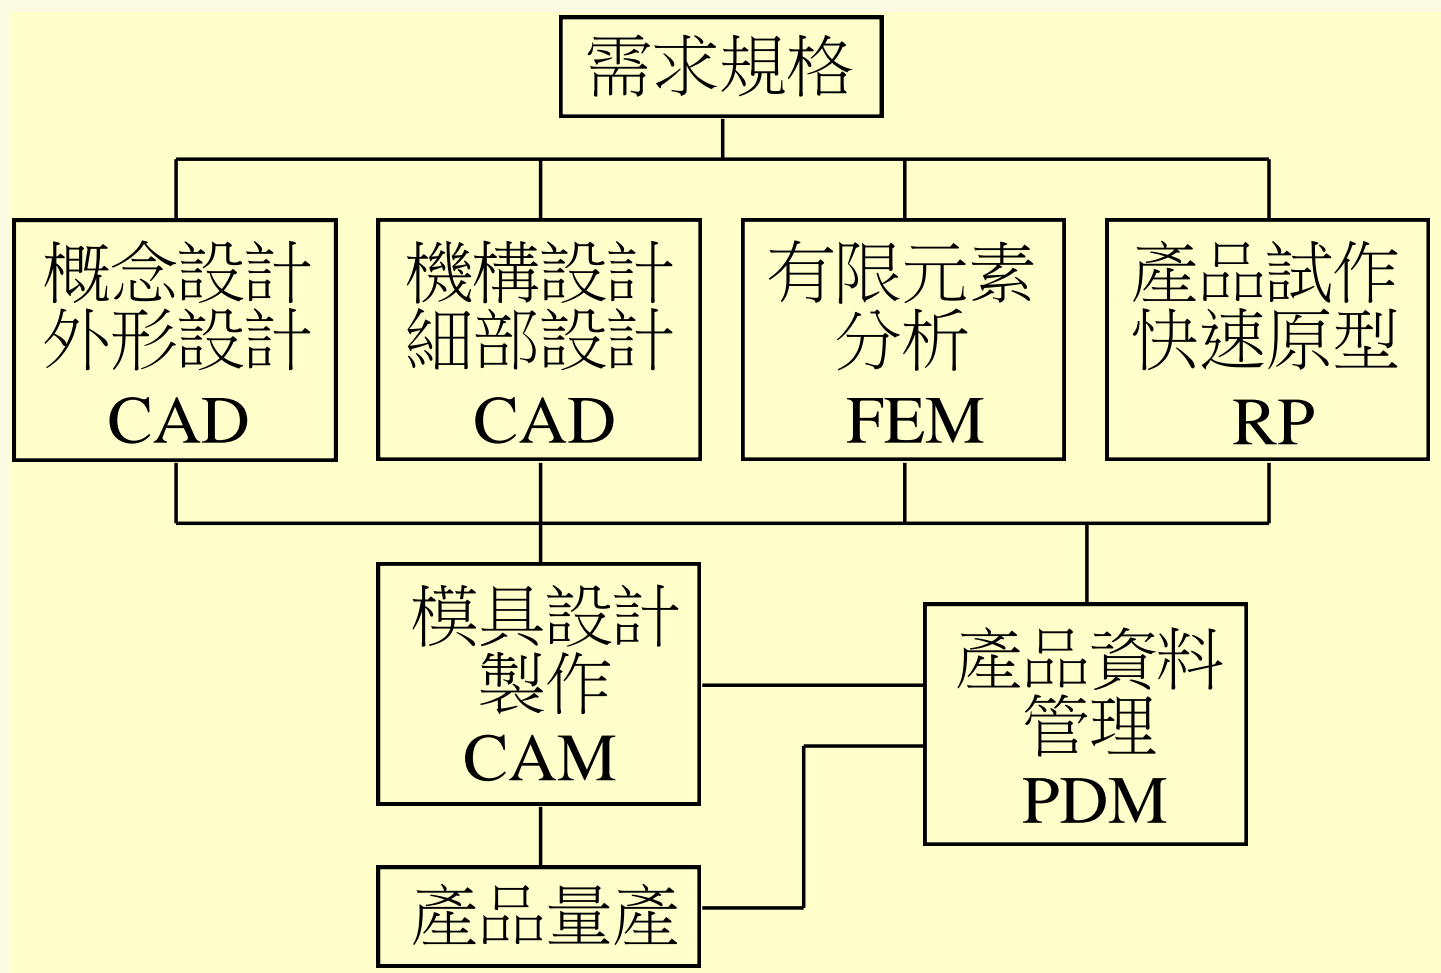 需求規格
概念設計
外形設計
CAD
機構設計
細部設計
CAD
有限元素
分析
FEM
產品試作
快速原型
RP
模具設計
製作
CAM
產品資料
管理
PDM
產品量產